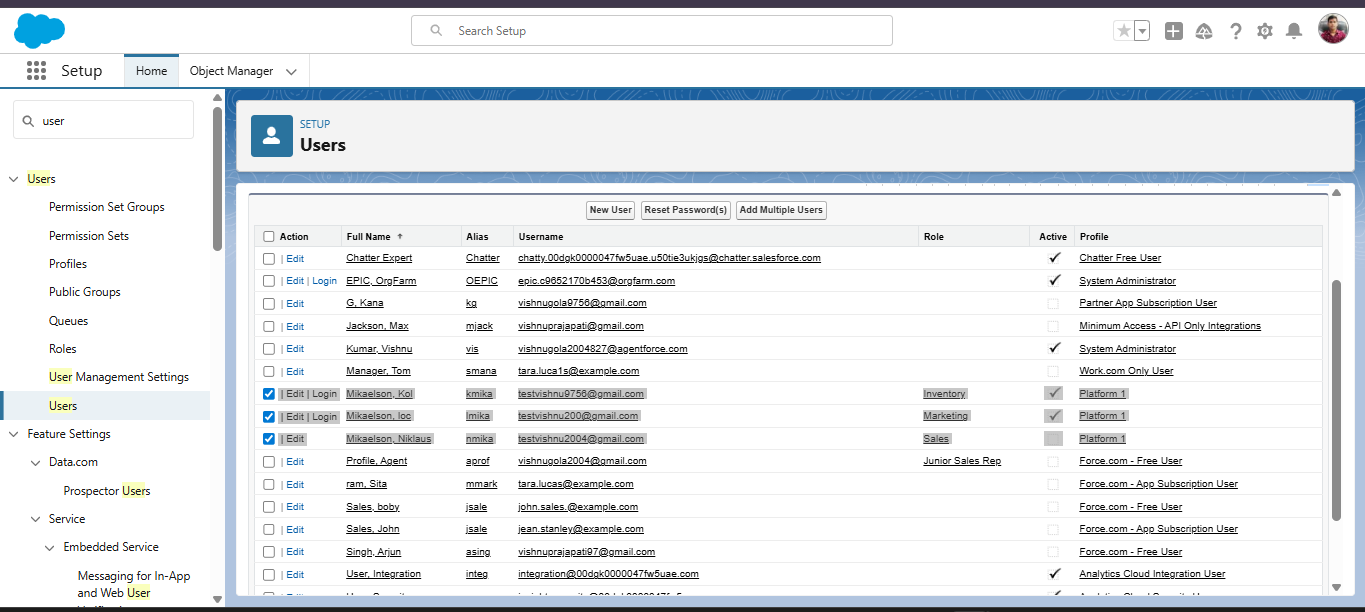 Search Setup
Setup
Home
Object Manager
user
Users
Permission Set Groups
Permission Sets
Profiles
Public Groups
Queues
Roles
User Management Settings
Users
Feature Settings
Data.com
Prospector Users
Service
Embedded Service
Messaging for In-App
and Web User
SETUP
Users
New User Reset Password(s) Add Multiple Users
Action Full Name Alias Username Role Active Profile
| Edit Chatter Expert Chatter chatty.00dgk0000047fw5uae.u50tie3ukjgs@chatter.salesforce.com Chatter Free User
| Edit | Login EPIC, OrgFarm OEPIC epic.c9652170b453@orgfarm.com System Administrator
| Edit G, Kana kg vishnugola9756@gmail.com Partner App Subscription User
| Edit Jackson, Max mjack vishnuprajapati@gmail.com Minimum Access - API Only Integrations
| Edit Kumar, Vishnu vis vishnugola2004827@agentforce.com System Administrator
| Edit Manager, Tom smana tara.luca1s@example.com Work.com Only User
| Edit | Login Mikaelson, Kol kmika testvishnu9756@gmail.com Inventory Platform 1
| Edit | Login Mikaelson, loc lmika testvishnu200@gmail.com Marketing Platform 1
| Edit Mikaelson, Niklaus nmika testvishnu2004@gmail.com Sales Platform 1
| Edit Profile, Agent aprof vishnugola2004@gmail.com Junior Sales Rep Force.com - Free User
| Edit ram, Sita mmark tara.lucas@example.com Force.com - App Subscription User
| Edit Sales, boby jsale john.sales.@example.com Force.com - Free User
| Edit Sales, John jsale jean.stanley@example.com Force.com - App Subscription User
| Edit Singh, Arjun asing vishnuprajapati97@gmail.com Force.com - Free User
| Edit User, Integration integ integration@00dgk0000047fw5uae.com Analytics Cloud Integration User